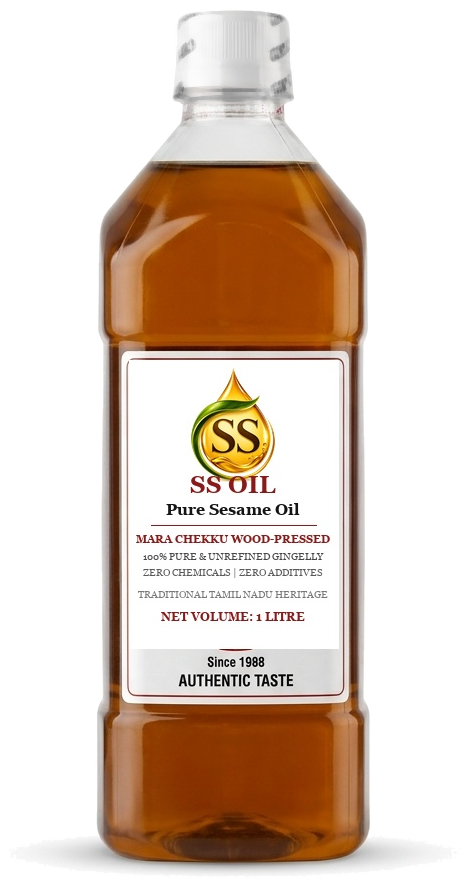 SS
SS OIL
Pure Sesame Oil
MARA CHEKKU WOOD-PRESSED
100% PURE & UNREFINED GINGELLY
ZERO CHEMICALS | ZERO ADDITIVES
TRADITIONAL TAMIL NADU HERITAGE
NET VOLUME: 1 LITRE
Since 1988
AUTHENTIC TASTE